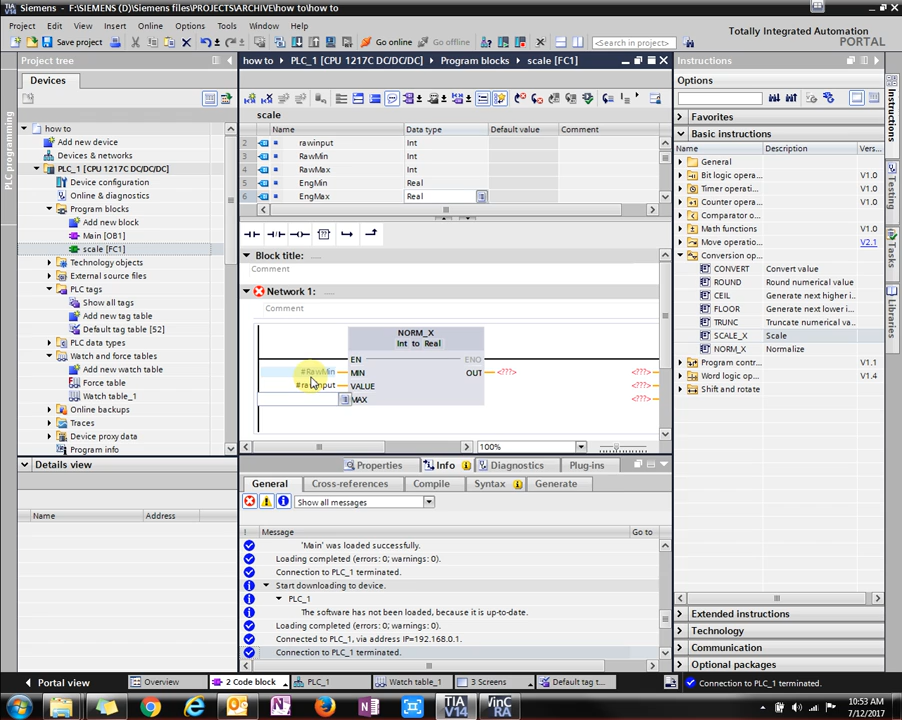 Siemens - F:\SIEMENS (D)\Siemens files\PROJECTS\ARCHIVE\how to\how to
Project Edit View Insert Online Options Tools Window Help
Totally Integrated Automation
PORTAL
Save project
Go online
Go offline
<Search in project>
Project tree
how to ▸ PLC_1 [CPU 1217C DC/DC/DC] ▸ Program blocks ▸ scale [FC1]
Instructions
Devices
Options
PLC programming
scale
Name Data type Default value Comment
2 rawinput Int
3 RawMin Int
4 RawMax Int
5 EngMin Real
6 EngMax Real
Block title:
Comment
Network 1:
Comment
NORM_X
Int to Real
EN ENO
#RawMin MIN OUT <???> <???>
#rawinput VALUE <???>
MAX <???>
100%
how to
Add new device
Devices & networks
PLC_1 [CPU 1217C DC/DC/DC]
Device configuration
Online & diagnostics
Program blocks
Add new block
Main [OB1]
scale [FC1]
Technology objects
External source files
PLC tags
Show all tags
Add new tag table
Default tag table [52]
PLC data types
Watch and force tables
Add new watch table
Force table
Watch table_1
Online backups
Traces
Device proxy data
Program info
Details view
Name Address
Favorites
Basic instructions
Name Description Vers...
General
Bit logic opera... V1.0
Timer operati... V1.0
Counter opera... V1.0
Comparator o...
Math functions V1.0
Move operation... V2.1
Conversion op...
CONVERT Convert value
ROUND Round numerical value
CEIL Generate next higher i...
FLOOR Generate next lower i...
TRUNC Truncate numerical va...
SCALE_X Scale
NORM_X Normalize
Program contr... V1.1
Word logic op... V1.4
Shift and rotate
Extended instructions
Technology
Communication
Optional packages
Instructions
Testing
Tasks
Libraries
Properties Info Diagnostics Plug-ins
General Cross-references Compile Syntax Generate
Show all messages
! Message Go to
'Main' was loaded successfully.
Loading completed (errors: 0; warnings: 0).
Connection to PLC_1 terminated.
Start downloading to device.
PLC_1
The software has not been loaded, because it is up-to-date.
Loading completed (errors: 0; warnings: 0).
Connected to PLC_1, via address IP=192.168.0.1.
Connection to PLC_1 terminated.
Portal view Overview 2 Code block PLC_1 Watch table_1 3 Screens Default tag t... Connection to PLC_1 terminated.
TIA V14
VinC RA
10:53 AM
7/12/2017